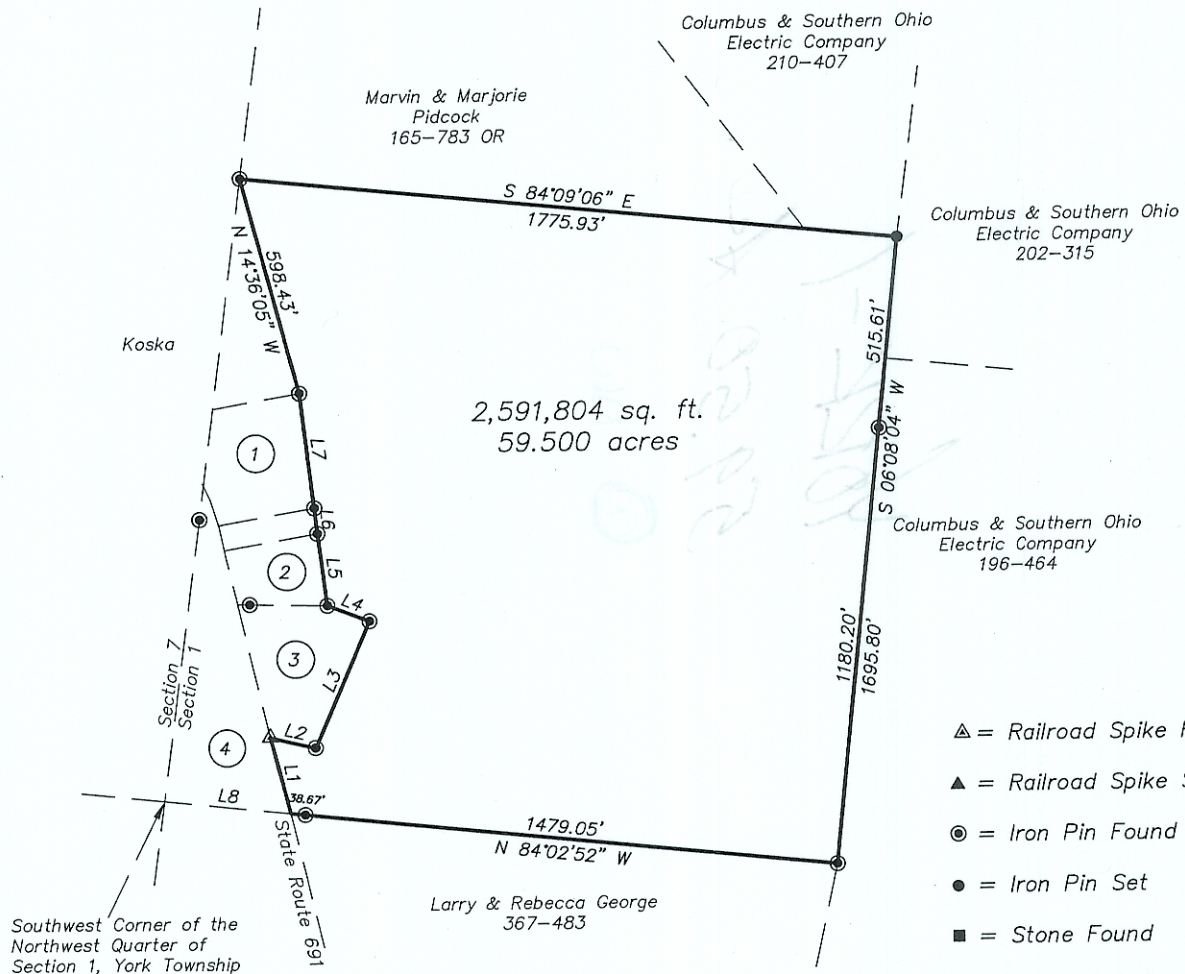 Columbus & Southern Ohio
Electric Company
210-407
Marvin & Marjorie
Pidcock
165-783 OR
S 84°09'06" E
1775.93'
Columbus & Southern Ohio
Electric Company
202-315
598.43'
N 14°36'05" W
Koska
515.61'
S 06°08'04" W
2,591,804 sq. ft.
59.500 acres
1
L7
L6
2
L5
L4
Columbus & Southern Ohio
Electric Company
196-464
3
L3
Section 7
Section 1
1180.20'
1695.80'
4
L2
L1
L8
38.67'
1479.05'
N 84°02'52" W
State Route 691
Larry & Rebecca George
367-483
Southwest Corner of the
Northwest Quarter of
Section 1, York Township
= Railroad Spike
= Railroad Spike
= Iron Pin Found
= Iron Pin Set
= Stone Found